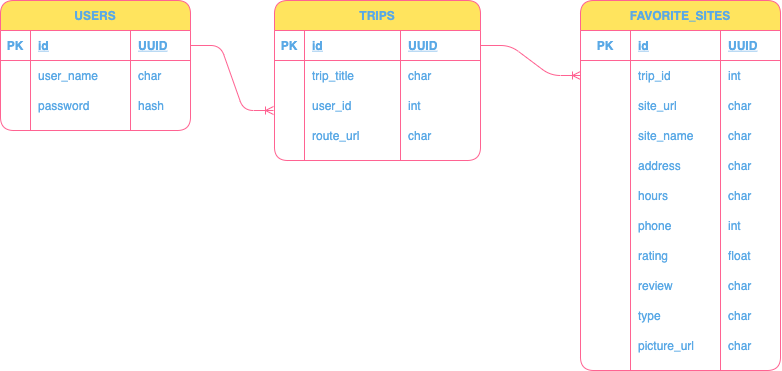 USERS
PK id UUID
user_name char
password hash
TRIPS
PK id UUID
trip_title char
user_id int
route_url char
FAVORITE_SITES
PK id UUID
trip_id int
site_url char
site_name char
address char
hours char
phone int
rating float
review char
type char
picture_url char